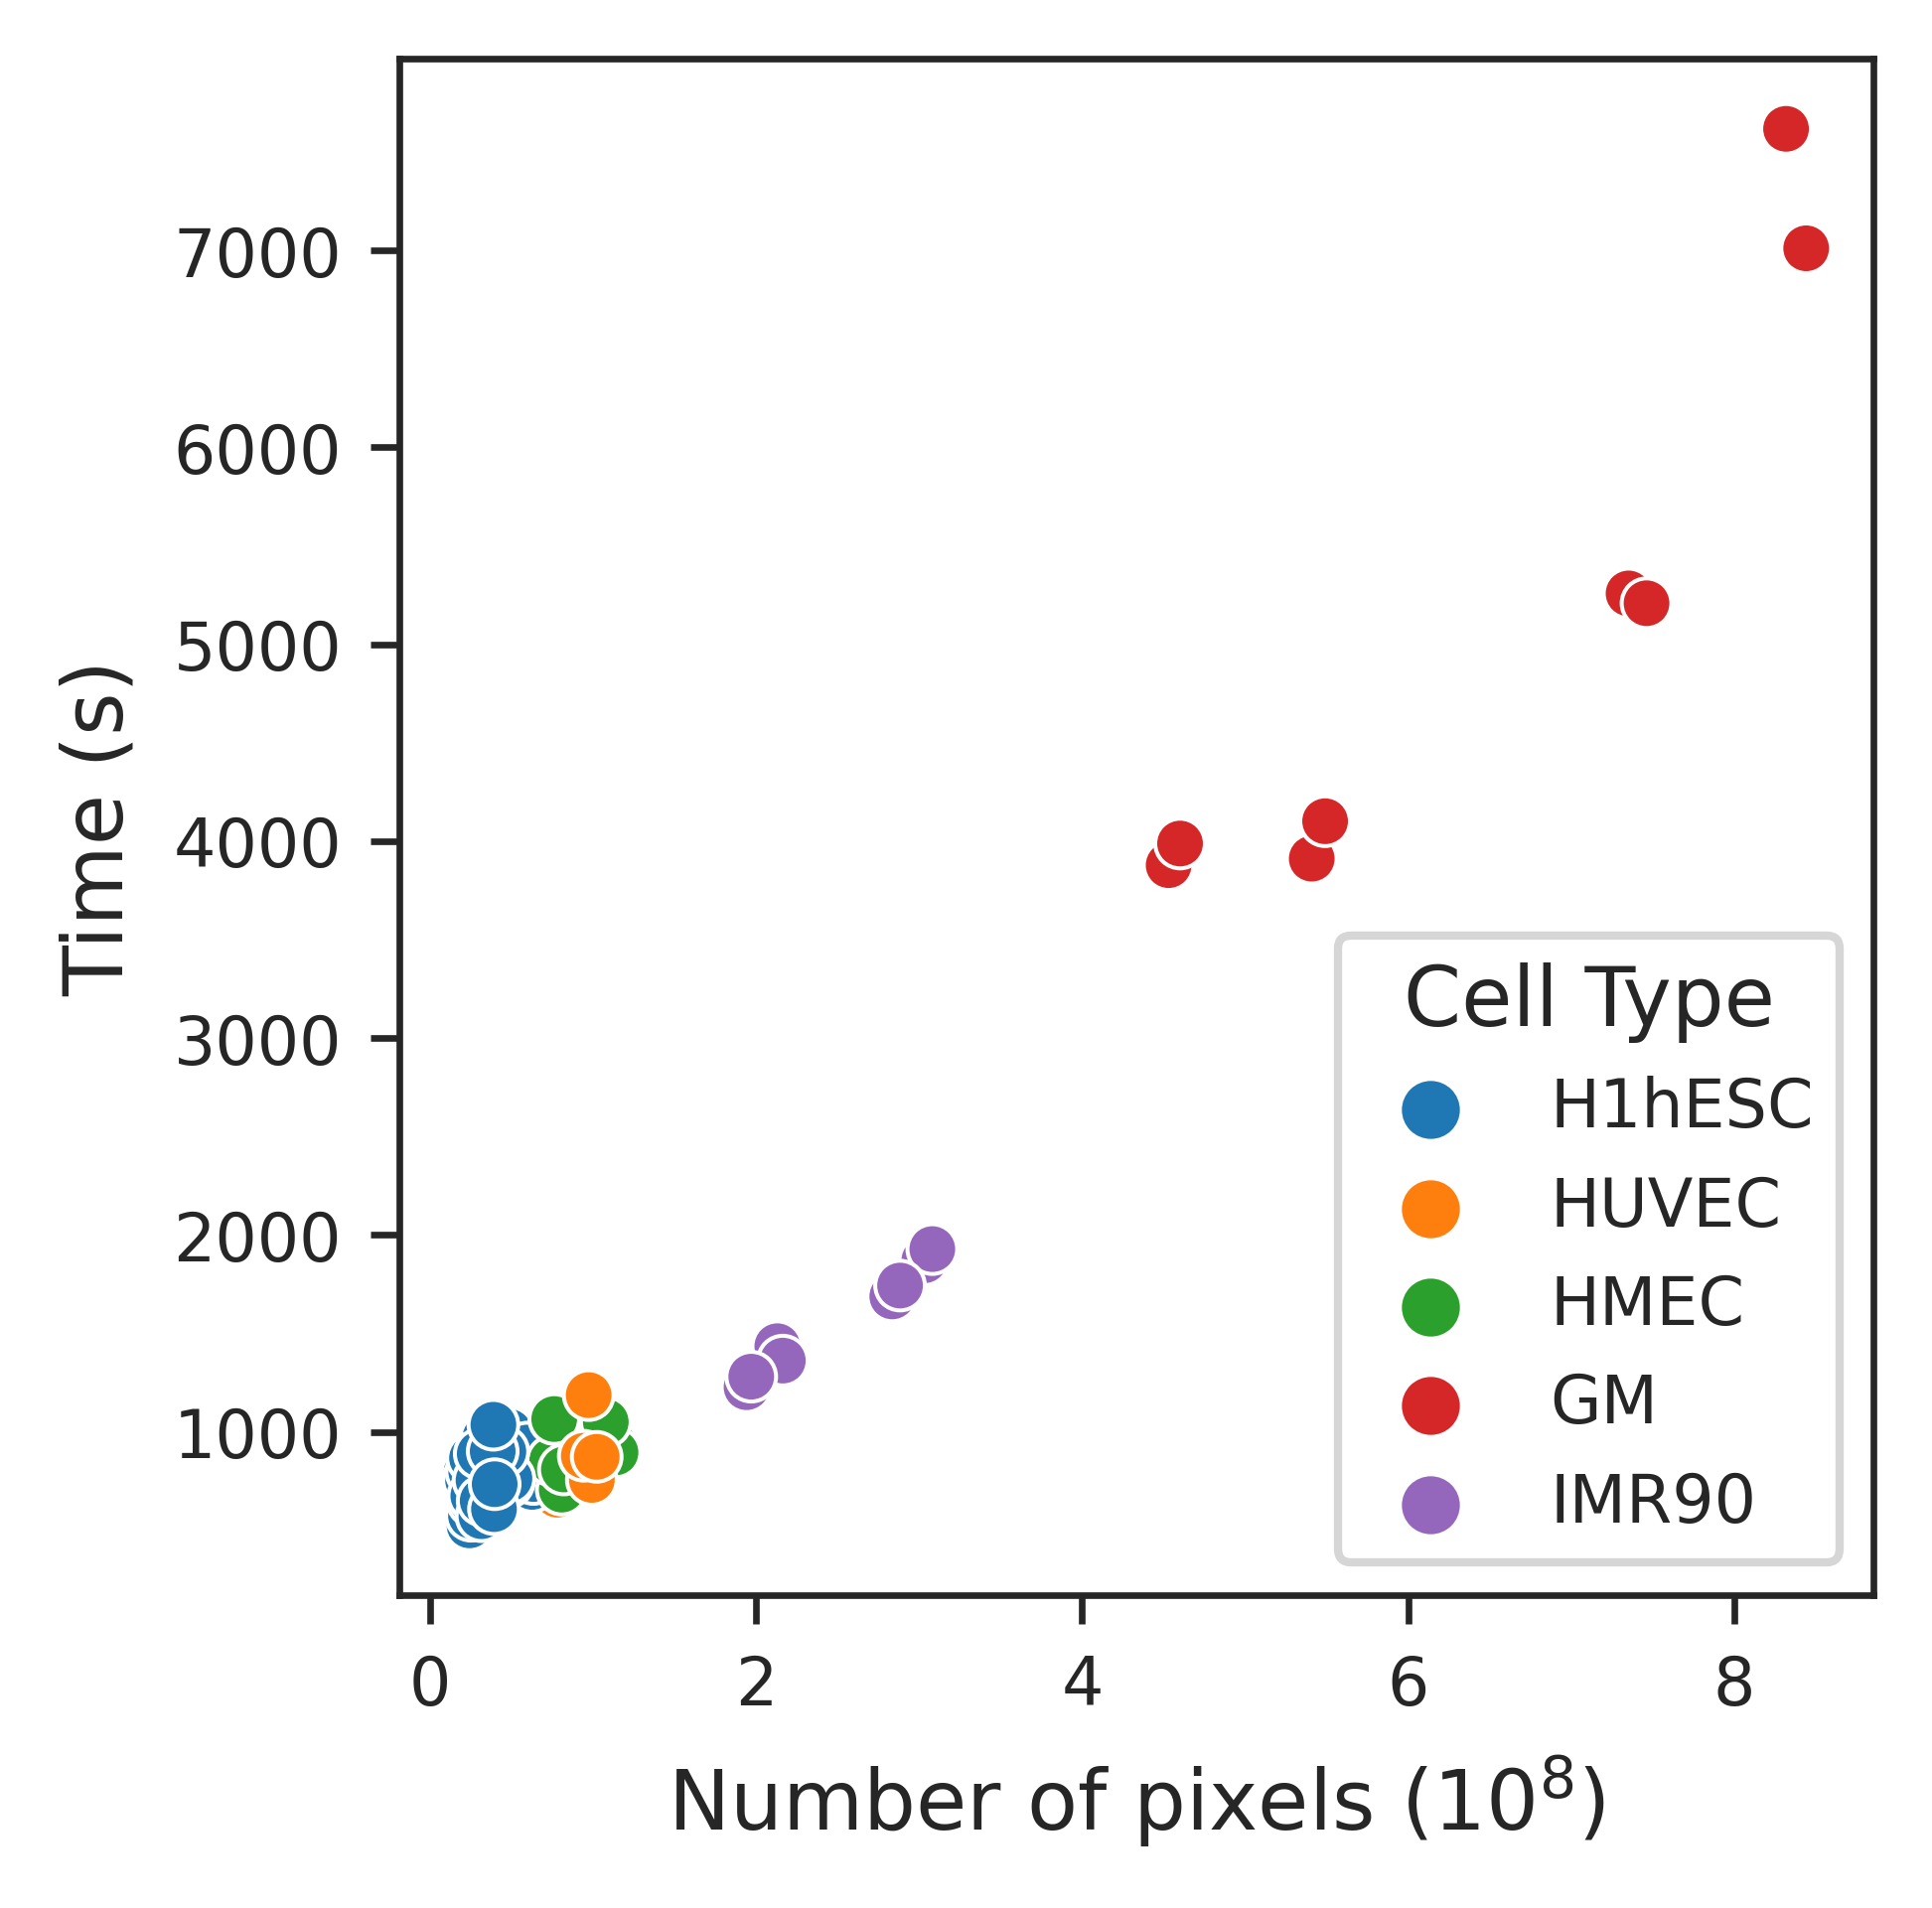 7000
6000
5000
4000
3000
2000
1000
Time (s)
Cell Type
H1hESC
HUVEC
HMEC
GM
IMR90
0 2 4 6 8
Number of pixels (10⁸)